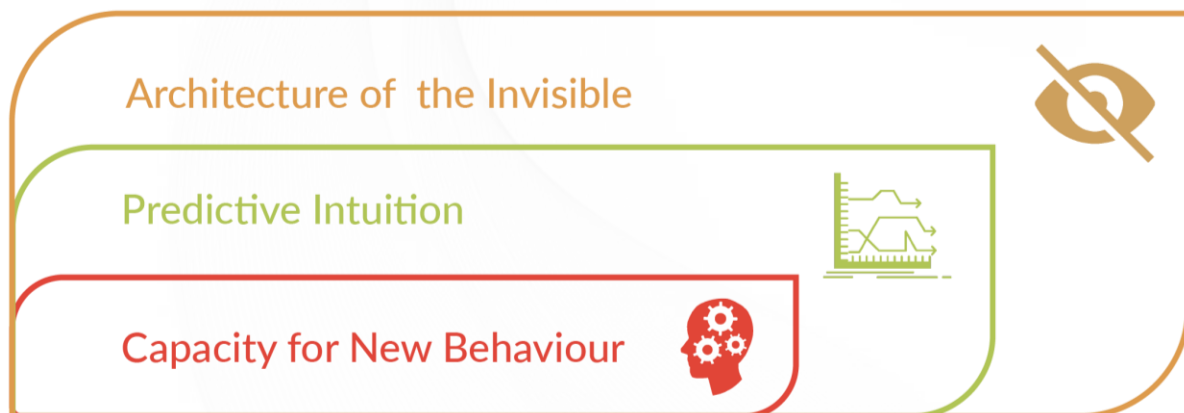 Architecture of the Invisible
Predictive Intuition
Capacity for New Behaviour